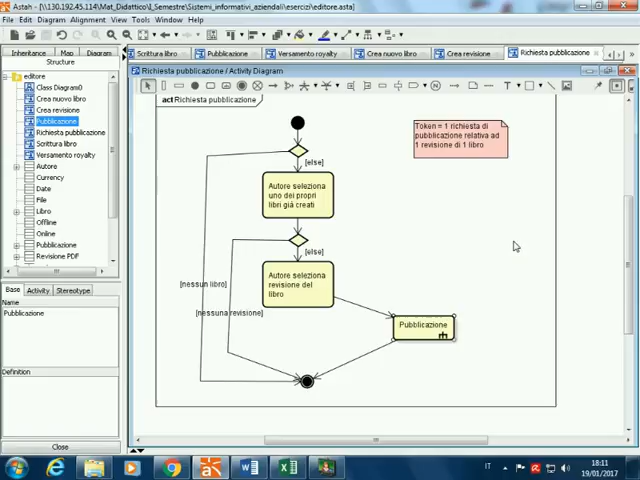 Astah - [\\130.192.45.114\Mat_Didattico\I_Semestre\Sistemi_informativi_aziendali\esercizi\editore.asta]
File Edit Diagram Alignment View Tools Window Help
Inheritance Map Diagram
Structure
editore
Class Diagram0
Crea nuovo libro
Crea revisione
Pubblicazione
Richiesta pubblicazione
Scrittura libro
Versamento royalty
Autore
Currency
Date
File
Libro
Offline
Online
Pubblicazione
Revisione PDF
Base Activity Stereotype
Name
Pubblicazione
Definition
Close
Scrittura libro Pubblicazione Versamento royalty Crea nuovo libro Crea revisione Richiesta pubblicazione
Richiesta pubblicazione / Activity Diagram
act Richiesta pubblicazione
Token = 1 richiesta di
pubblicazione relativa ad
1 revisione di 1 libro
[else]
Autore seleziona
uno dei propri
libri già creati
[else]
Autore seleziona
revisione del
libro
[nessun libro]
[nessuna revisione]
Pubblicazione
IT
18:11
19/01/2017